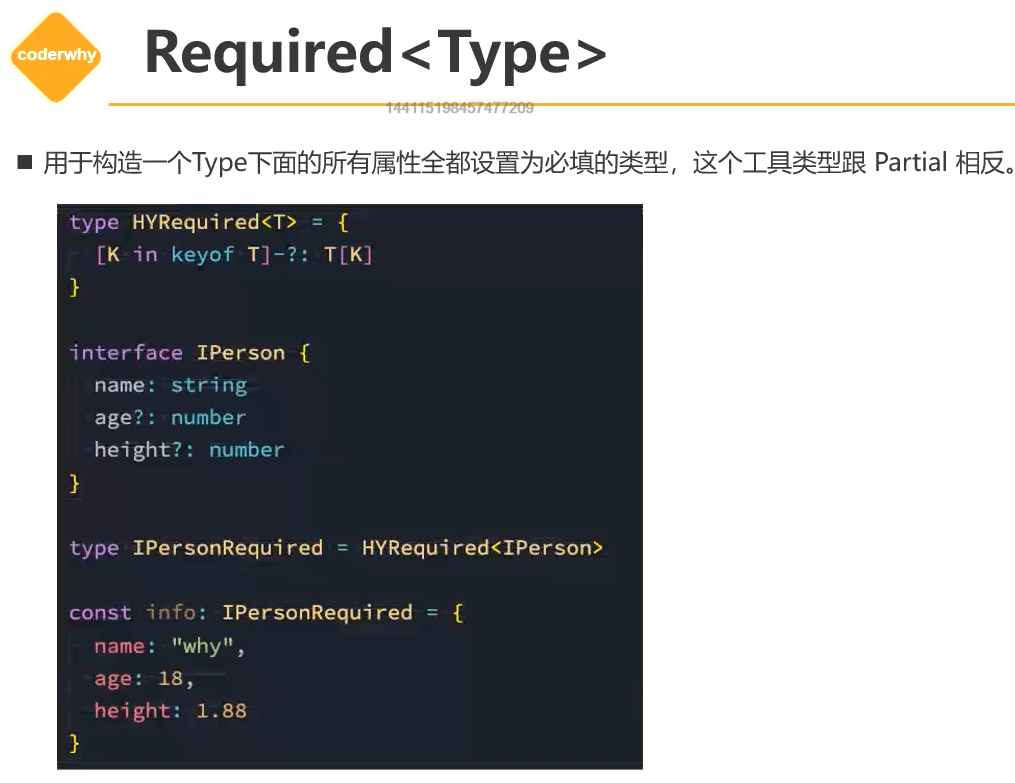 coderwhy
Required<Type>
144115198457477209
■ 用于构造一个Type下面的所有属性全都设置为必填的类型，这个工具类型跟 Partial 相反。
type HYRequired<T> = {
  [K in keyof T]-?: T[K]
}
interface IPerson {
  name: string
  age?: number
  height?: number
}
type IPersonRequired = HYRequired<IPerson>
const info: IPersonRequired = {
  name: "why",
  age: 18,
  height: 1.88
}